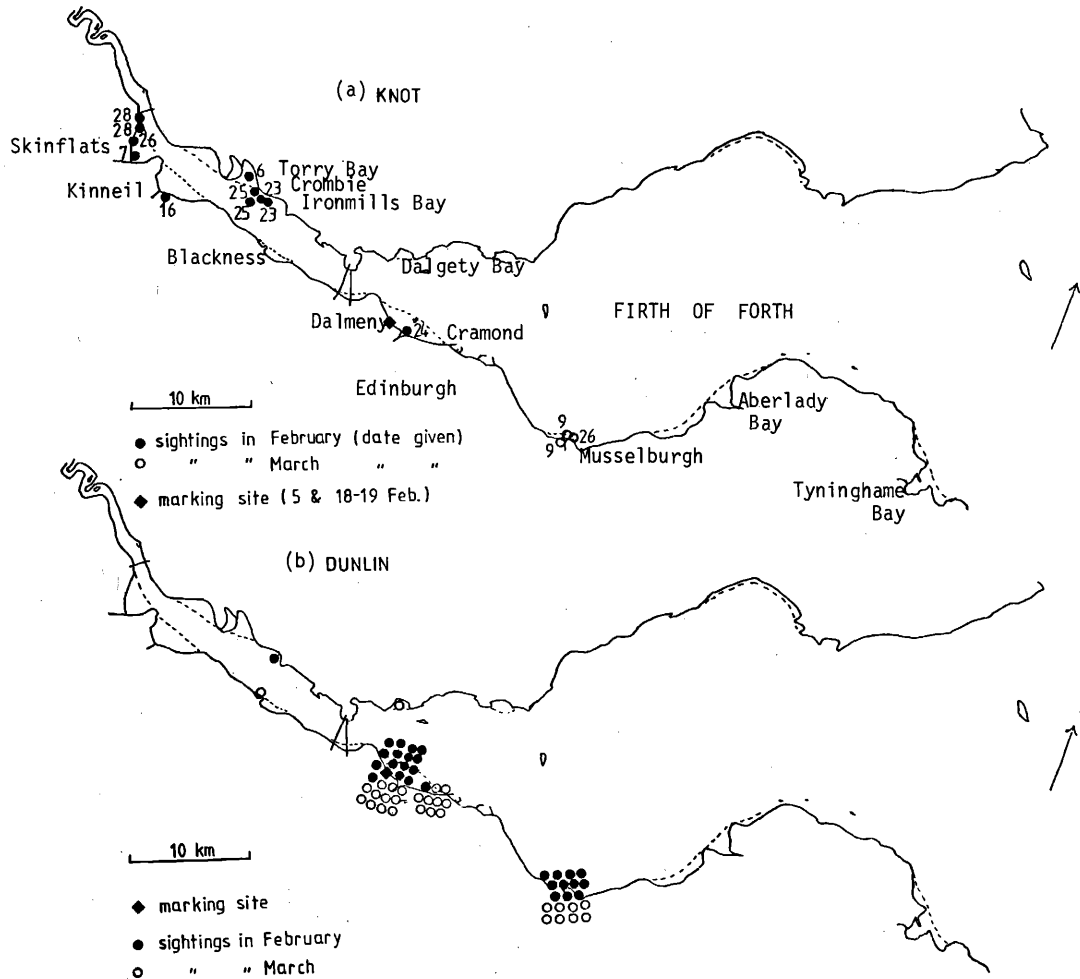 (a) KNOT
28
28
26
Skinflats
7
6
Torry Bay
25
23
Crombie
Kinneil
Ironmills Bay
16
25
23
Blackness
Dalgety Bay
FIRTH OF FORTH
Dalmeny
24
Cramond
Edinburgh
10 km
Aberlady
Bay
9
26
9
Musselburgh
sightings in February (date given)
" " March " "
marking site (5 & 18-19 Feb.)
Tyninghame
Bay
(b) DUNLIN
10 km
marking site
sightings in February
" " March